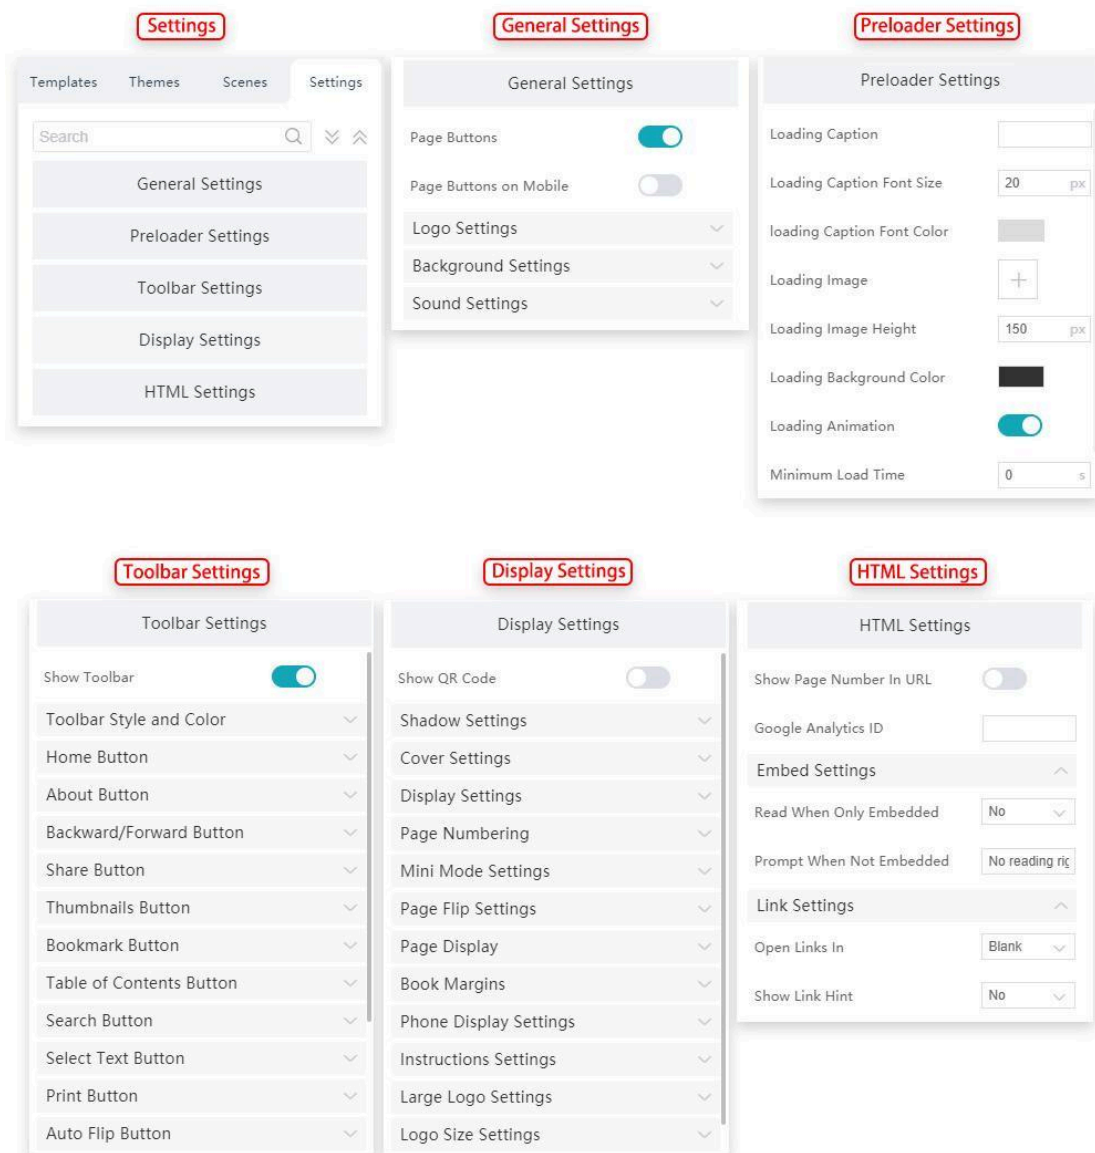 Settings
Templates Themes Scenes Settings
Search
General Settings
Preloader Settings
Toolbar Settings
Display Settings
HTML Settings
General Settings
General Settings
Page Buttons
Page Buttons on Mobile
Logo Settings
Background Settings
Sound Settings
Preloader Settings
Preloader Settings
Loading Caption
Loading Caption Font Size 20 px
loading Caption Font Color
Loading Image
Loading Image Height 150 px
Loading Background Color
Loading Animation
Minimum Load Time 0 s
Toolbar Settings
Toolbar Settings
Show Toolbar
Toolbar Style and Color
Home Button
About Button
Backward/Forward Button
Share Button
Thumbnails Button
Bookmark Button
Table of Contents Button
Search Button
Select Text Button
Print Button
Auto Flip Button
Display Settings
Display Settings
Show QR Code
Shadow Settings
Cover Settings
Display Settings
Page Numbering
Mini Mode Settings
Page Flip Settings
Page Display
Book Margins
Phone Display Settings
Instructions Settings
Large Logo Settings
Logo Size Settings
HTML Settings
HTML Settings
Show Page Number In URL
Google Analytics ID
Embed Settings
Read When Only Embedded No
Prompt When Not Embedded No reading rig
Link Settings
Open Links In Blank
Show Link Hint No